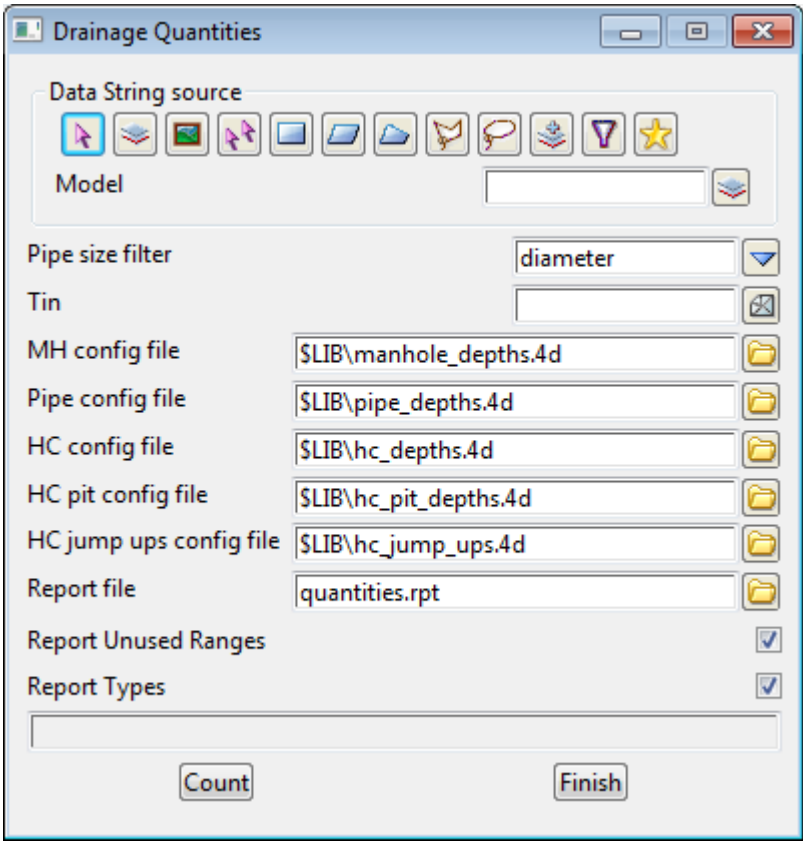 Drainage Quantities
Data String source
Model
Pipe size filter diameter
Tin
MH config file $LIB\manhole_depths.4d
Pipe config file $LIB\pipe_depths.4d
HC config file $LIB\hc_depths.4d
HC pit config file $LIB\hc_pit_depths.4d
HC jump ups config file $LIB\hc_jump_ups.4d
Report file quantities.rpt
Report Unused Ranges
Report Types
Count Finish